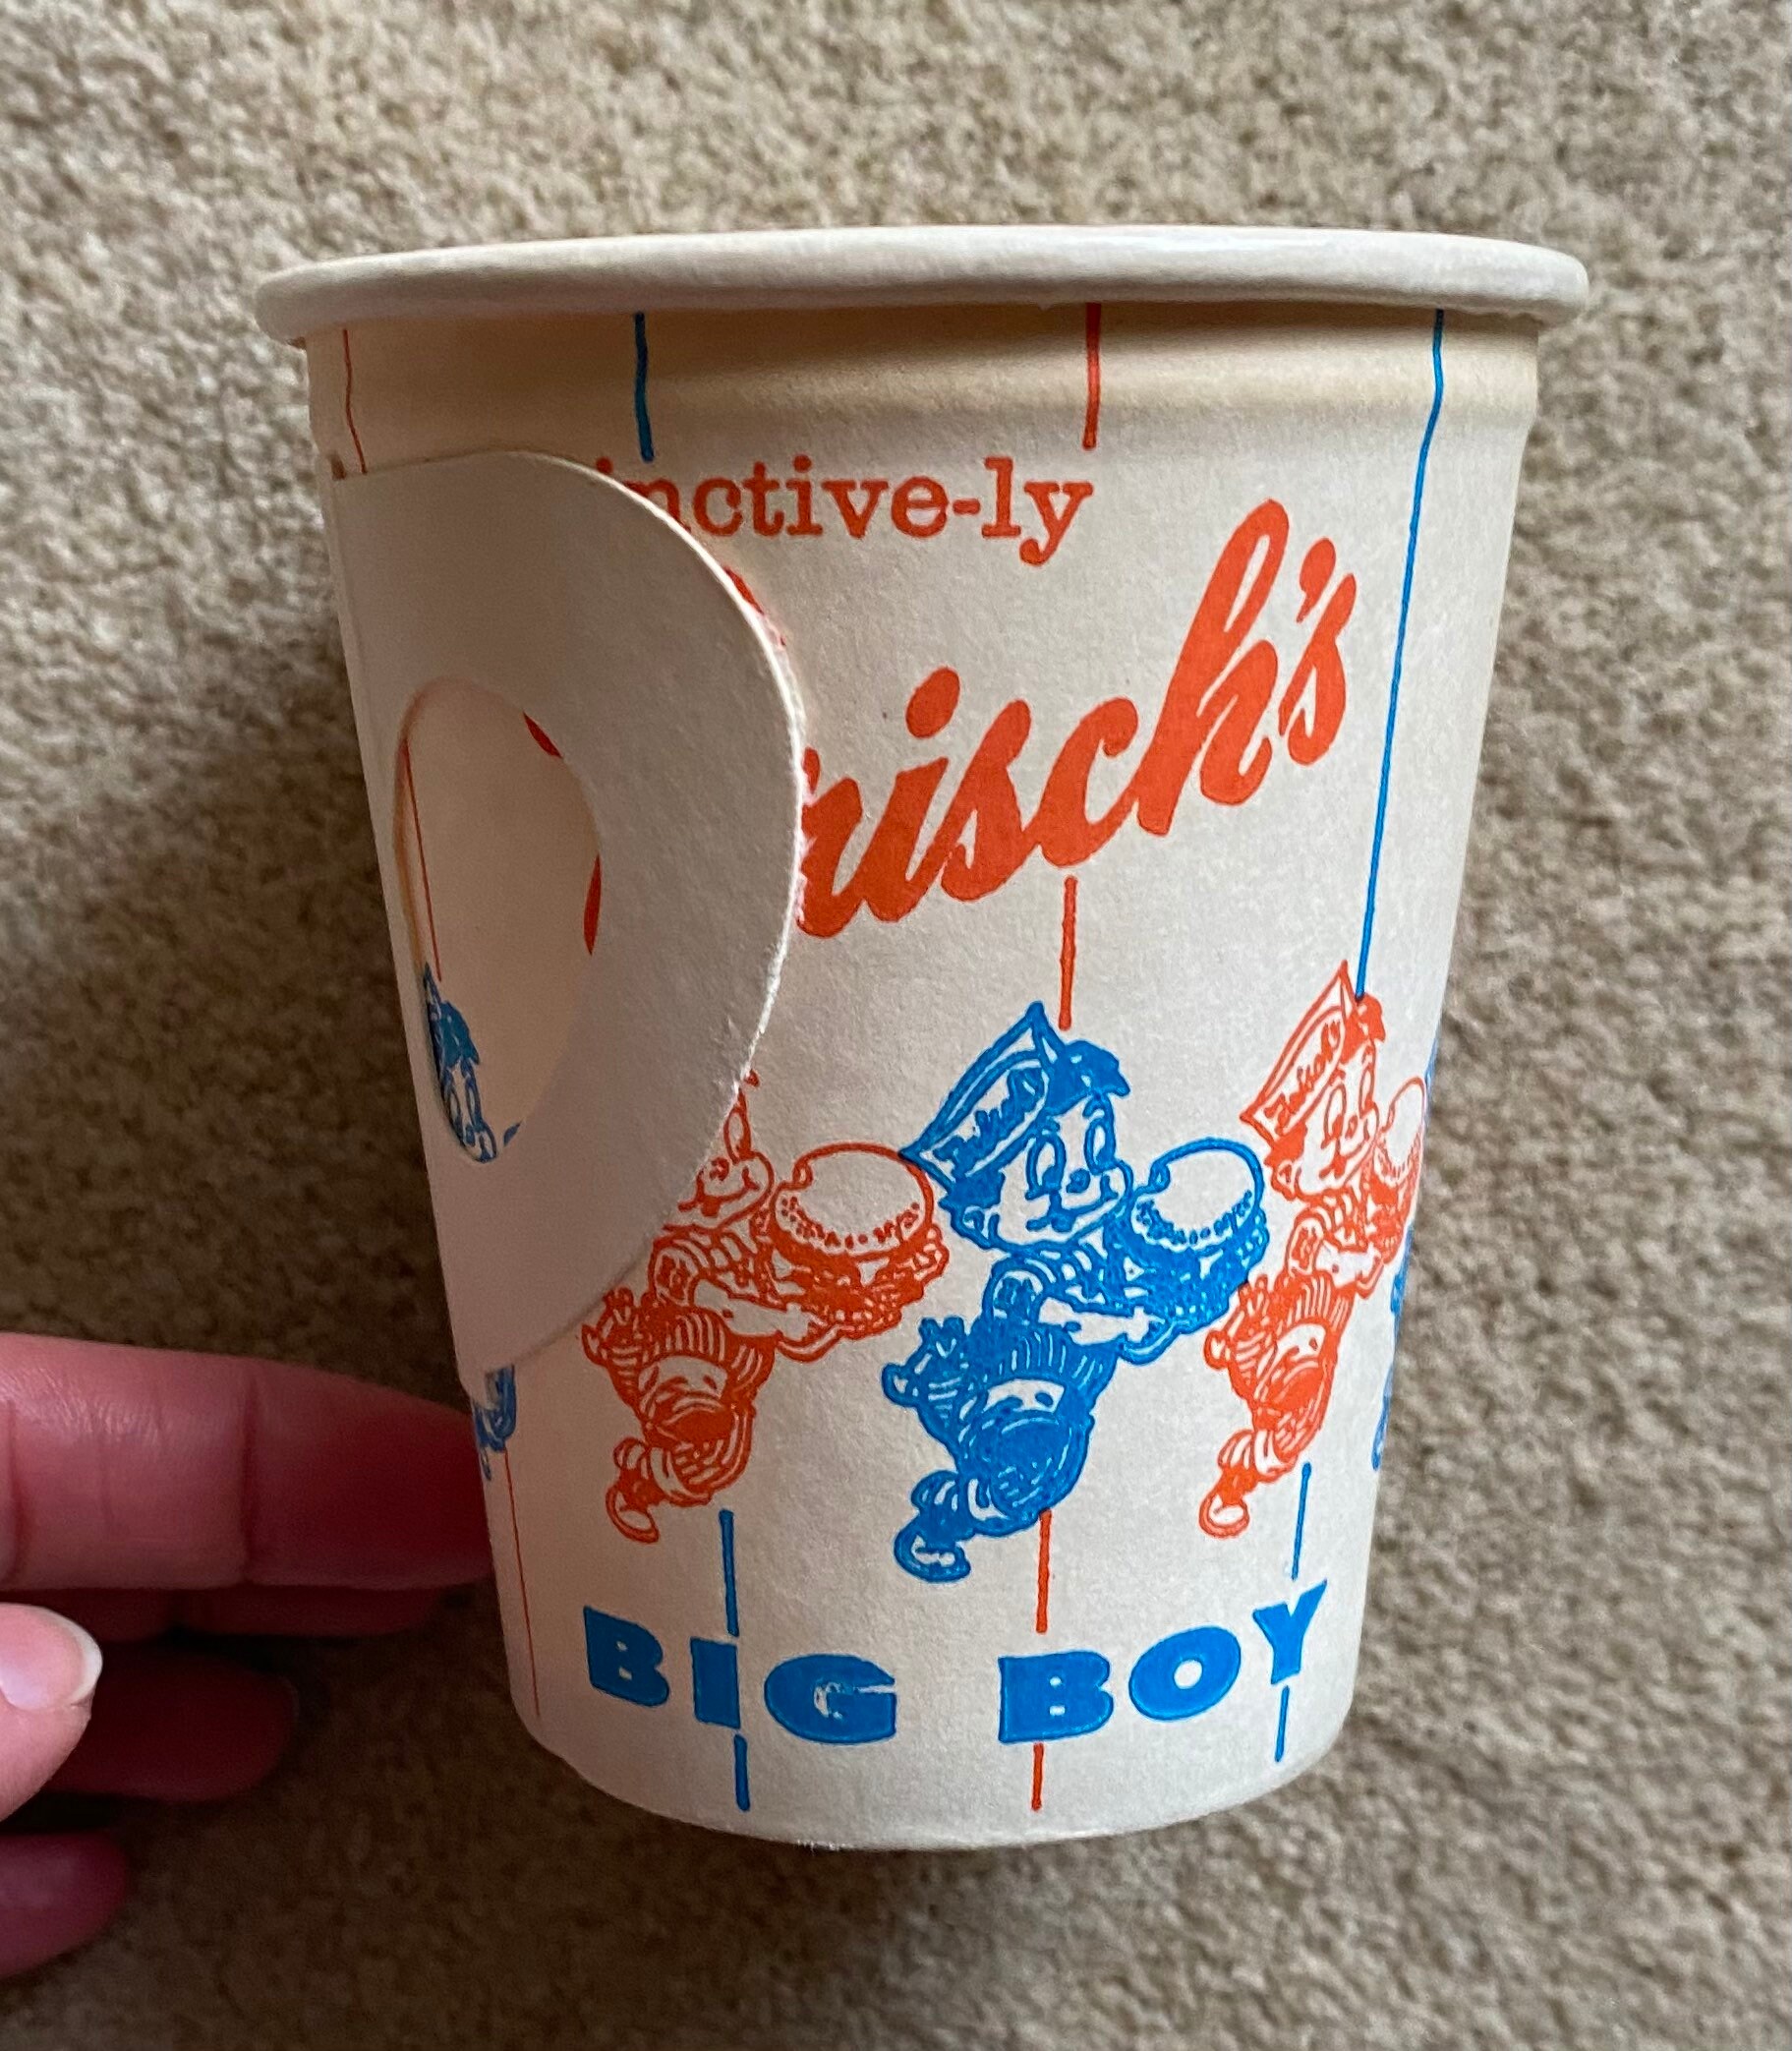 inctive-ly
risch's
BIG BOY